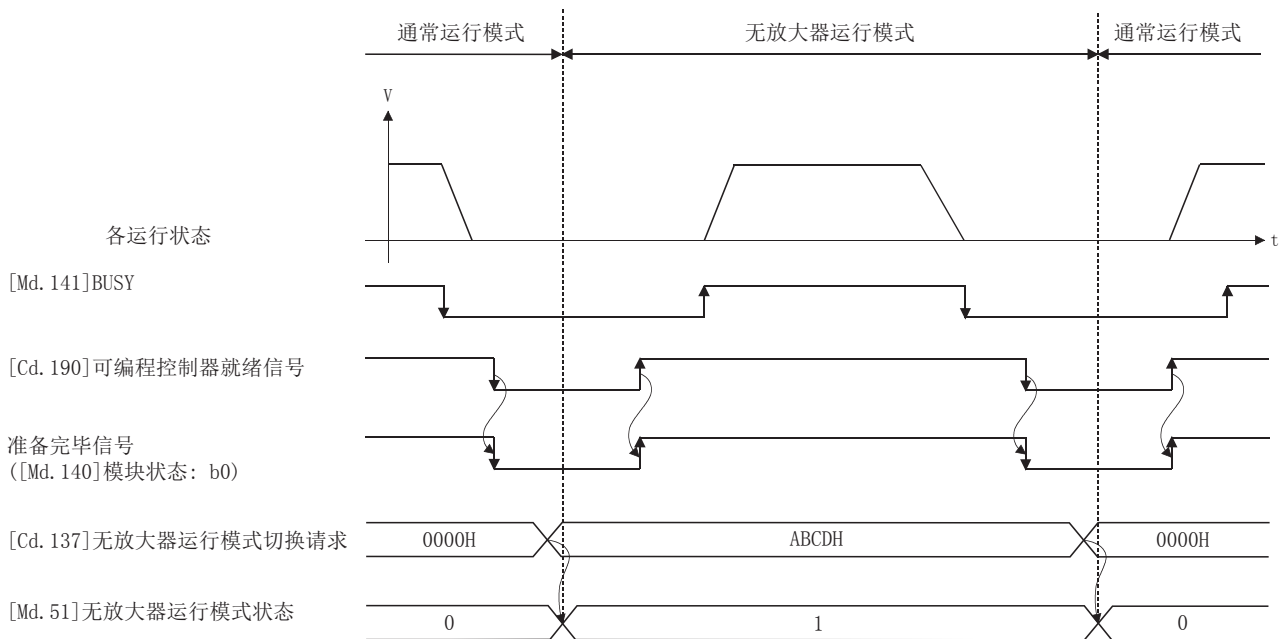 通常运行模式 无放大器运行模式 通常运行模式
V
各运行状态
t
[Md.141]BUSY
[Cd.190]可编程控制器就绪信号
准备完毕信号
([Md.140]模块状态: b0)
[Cd.137]无放大器运行模式切换请求 0000H ABCDH 0000H
[Md.51]无放大器运行模式状态 0 1 0